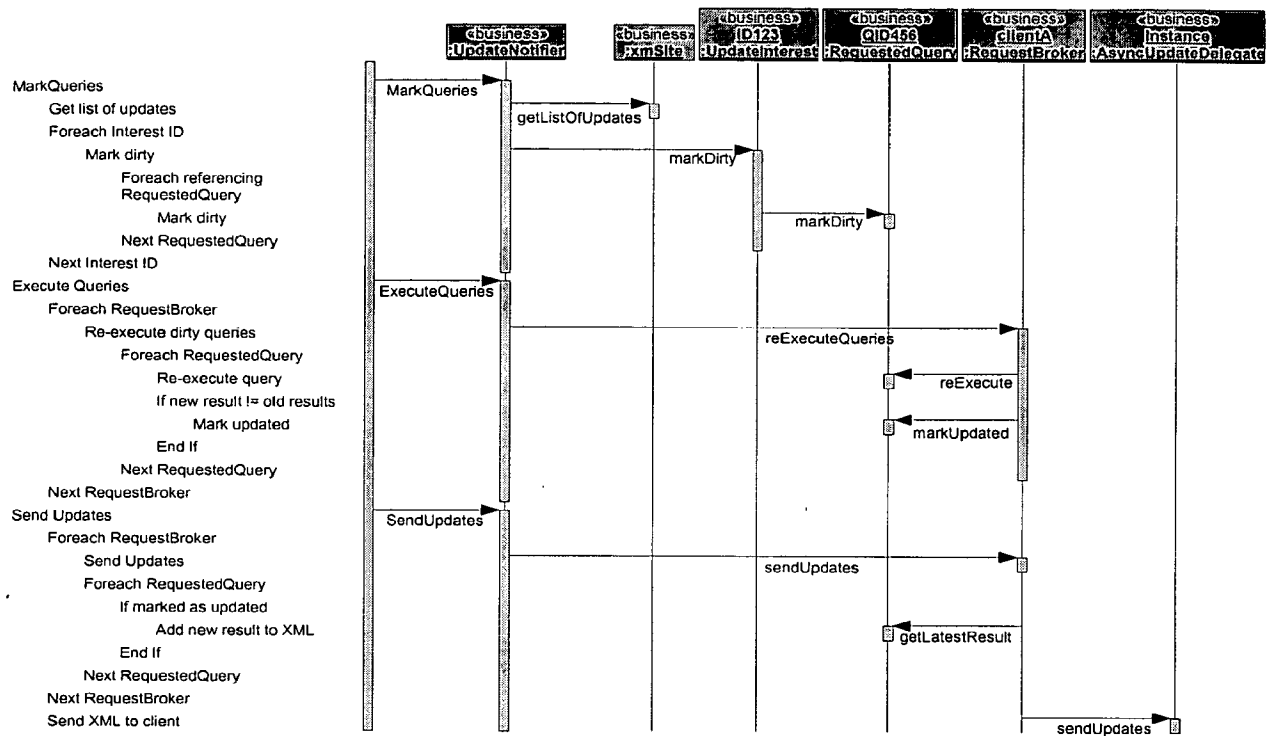 «business»
:UpdateNotifier
«business»
:xmSite
«business»
ID123
:UpdateInterest
«business»
QID456
:RequestedQuery
«business»
clientA
:RequestBroker
«business»
Instance
:AsyncUpdateDelegate
MarkQueries
MarkQueries
Get list of updates
getListOfUpdates
Foreach Interest ID
Mark dirty
markDirty
Foreach referencing
RequestedQuery
Mark dirty
markDirty
Next RequestedQuery
Next Interest ID
Execute Queries
ExecuteQueries
Foreach RequestBroker
Re-execute dirty queries
reExecuteQueries
Foreach RequestedQuery
Re-execute query
reExecute
If new result != old results
Mark updated
markUpdated
End If
Next RequestedQuery
Next RequestBroker
Send Updates
SendUpdates
Foreach RequestBroker
Send Updates
sendUpdates
Foreach RequestedQuery
If marked as updated
Add new result to XML
getLatestResult
End If
Next RequestedQuery
Next RequestBroker
Send XML to client
sendUpdates